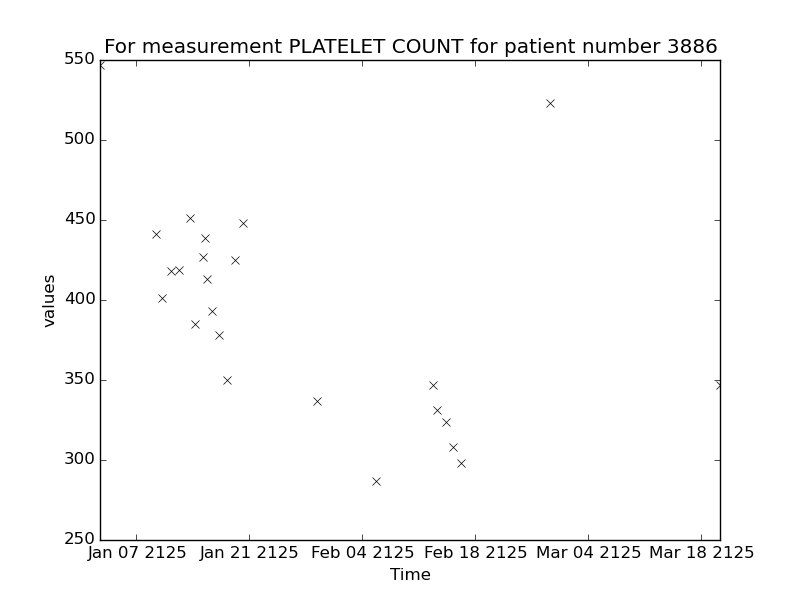 For measurement PLATELET COUNT for patient number 3886
550
500
450
400
350
300
250
values
Jan 07 2125 Jan 21 2125 Feb 04 2125 Feb 18 2125 Mar 04 2125 Mar 18 2125
Time